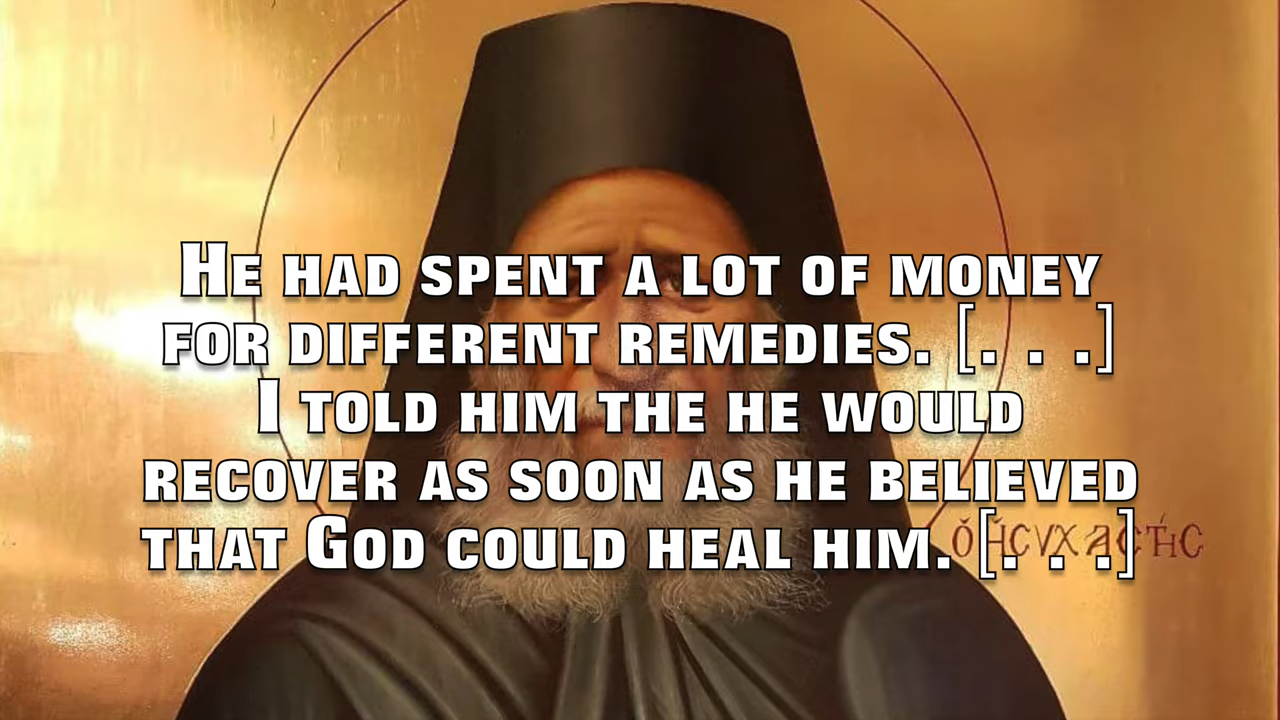 He had spent a lot of money
for different remedies. [. . .]
I told him the he would
recover as soon as he believed
that God could heal him. [. . .]
ὁ ἡσυχαστής